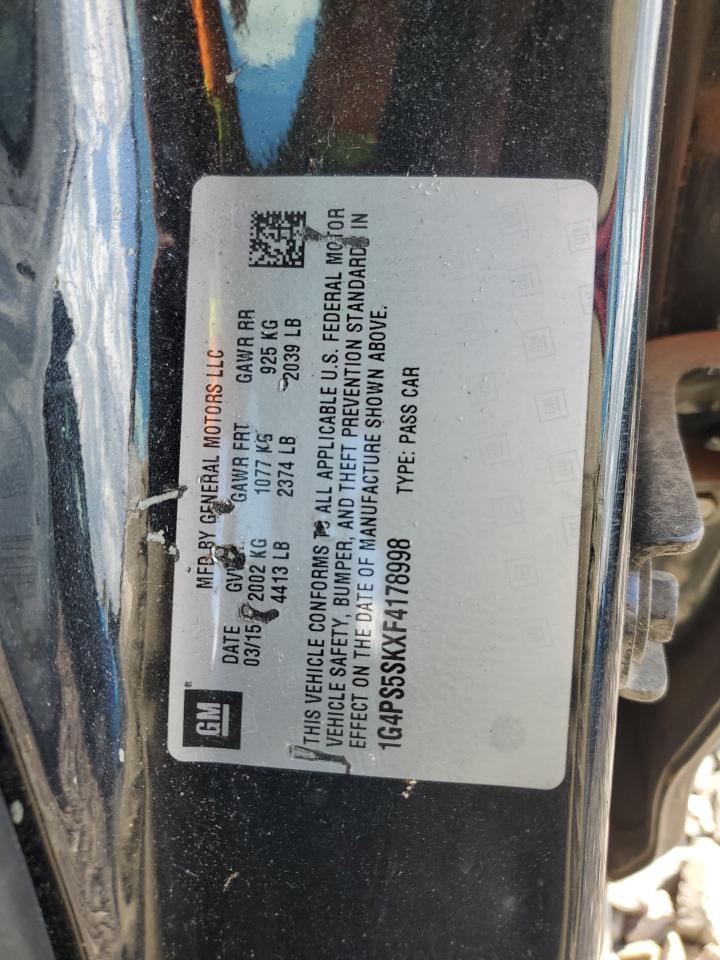 GM
MFD BY GENERAL MOTORS LLC
DATE GAWR FRT GAWR RR
03/15 2002 KG 1077 KG 925 KG
4413 LB 2374 LB 2039 LB
THIS VEHICLE CONFORMS TO ALL APPLICABLE U.S. FEDERAL MOTOR
VEHICLE SAFETY, BUMPER, AND THEFT PREVENTION STANDARDS IN
EFFECT ON THE DATE OF MANUFACTURE SHOWN ABOVE.
1G4PS5SKXF4178998 TYPE: PASS CAR